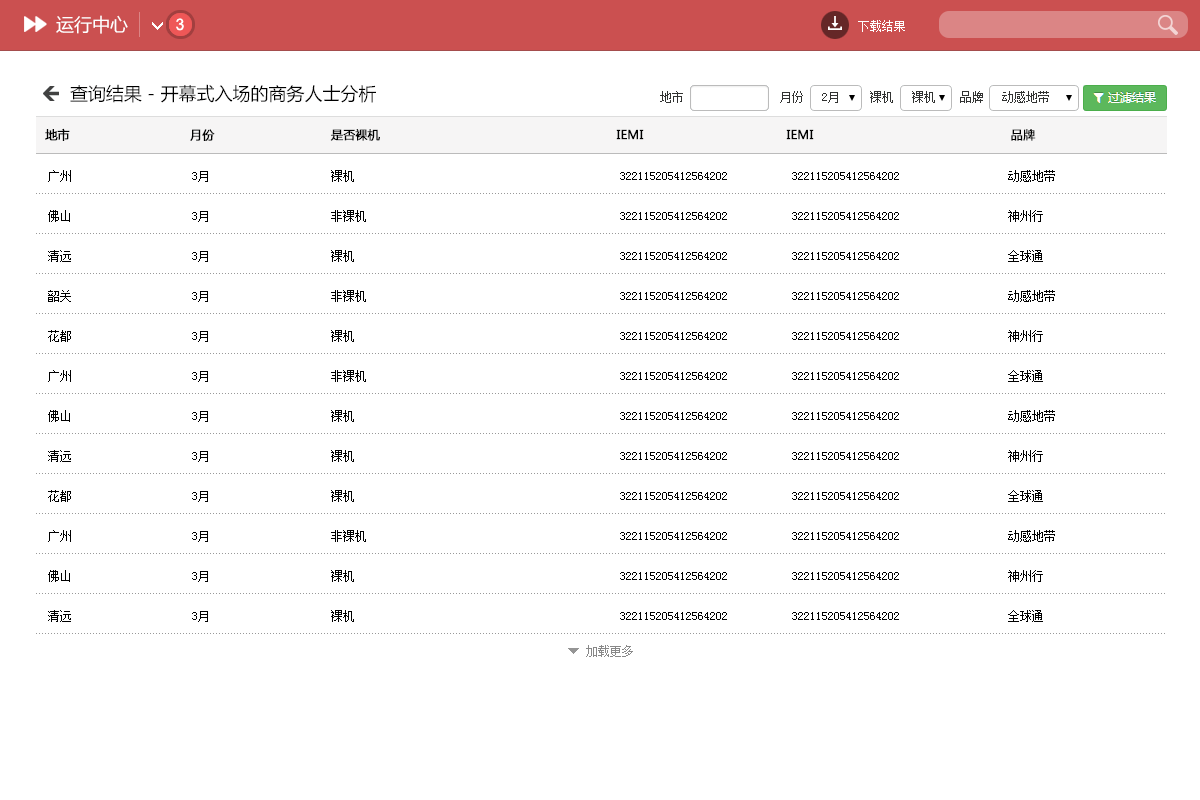 运行中心 3 下载结果
查询结果 - 开幕式入场的商务人士分析 地市 月份 2月 裸机 裸机 品牌 动感地带 过滤结果
地市 月份 是否裸机 IEMI IEMI 品牌
广州 3月 裸机 322115205412564202 322115205412564202 动感地带
佛山 3月 非裸机 322115205412564202 322115205412564202 神州行
清远 3月 裸机 322115205412564202 322115205412564202 全球通
韶关 3月 非裸机 322115205412564202 322115205412564202 动感地带
花都 3月 裸机 322115205412564202 322115205412564202 神州行
广州 3月 非裸机 322115205412564202 322115205412564202 全球通
佛山 3月 裸机 322115205412564202 322115205412564202 动感地带
清远 3月 裸机 322115205412564202 322115205412564202 神州行
花都 3月 裸机 322115205412564202 322115205412564202 全球通
广州 3月 非裸机 322115205412564202 322115205412564202 动感地带
佛山 3月 裸机 322115205412564202 322115205412564202 神州行
清远 3月 裸机 322115205412564202 322115205412564202 全球通
加载更多